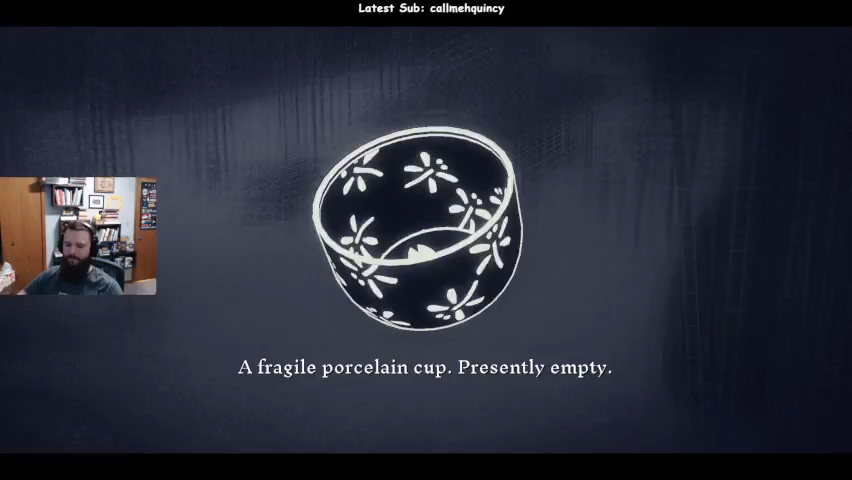 Latest Sub: callmehquincy
A fragile porcelain cup. Presently empty.